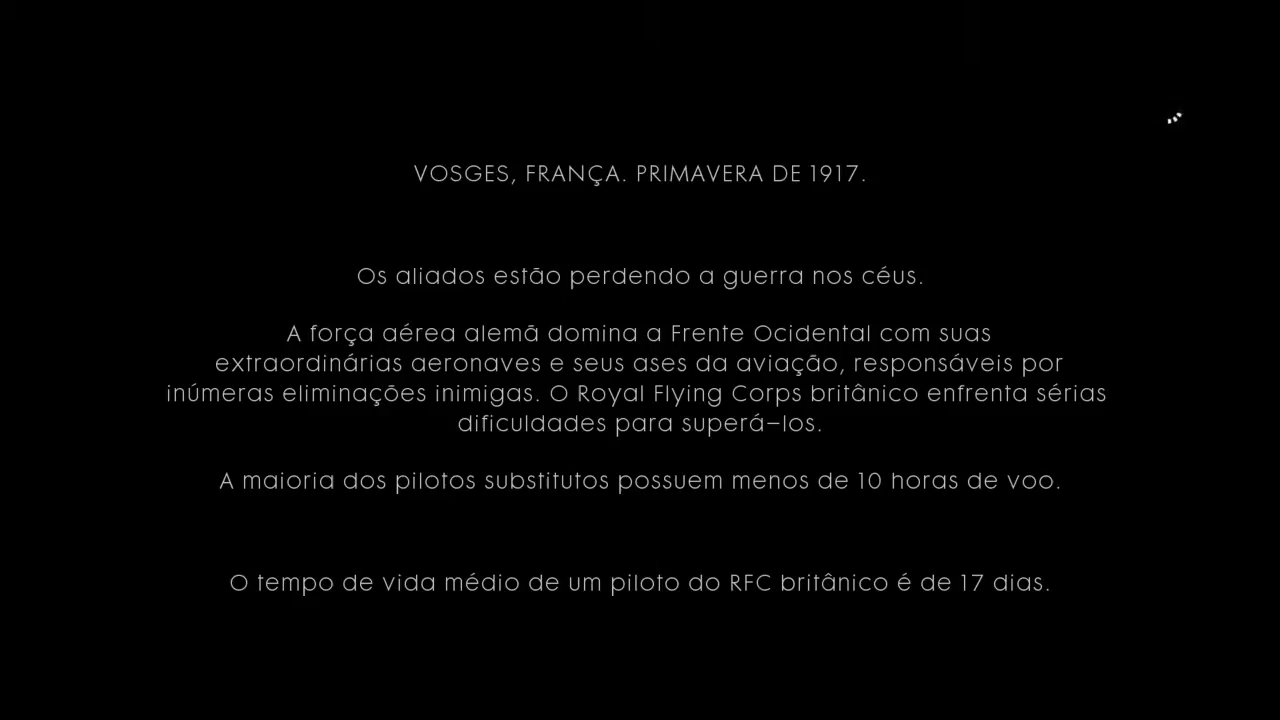 VOSGES, FRANÇA. PRIMAVERA DE 1917.
Os aliados estão perdendo a guerra nos céus.
A força aérea alemã domina a Frente Ocidental com suas
extraordinárias aeronaves e seus ases da aviação, responsáveis por
inúmeras eliminações inimigas. O Royal Flying Corps britânico enfrenta sérias
dificuldades para superá-los.
A maioria dos pilotos substitutos possuem menos de 10 horas de voo.
O tempo de vida médio de um piloto do RFC britânico é de 17 dias.